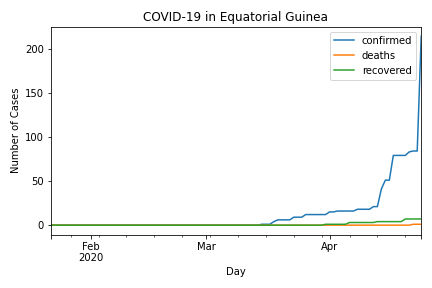 COVID-19 in Equatorial Guinea
confirmed
deaths
recovered
200
150
100
50
0
Number of Cases
Feb
2020
Mar
Apr
Day